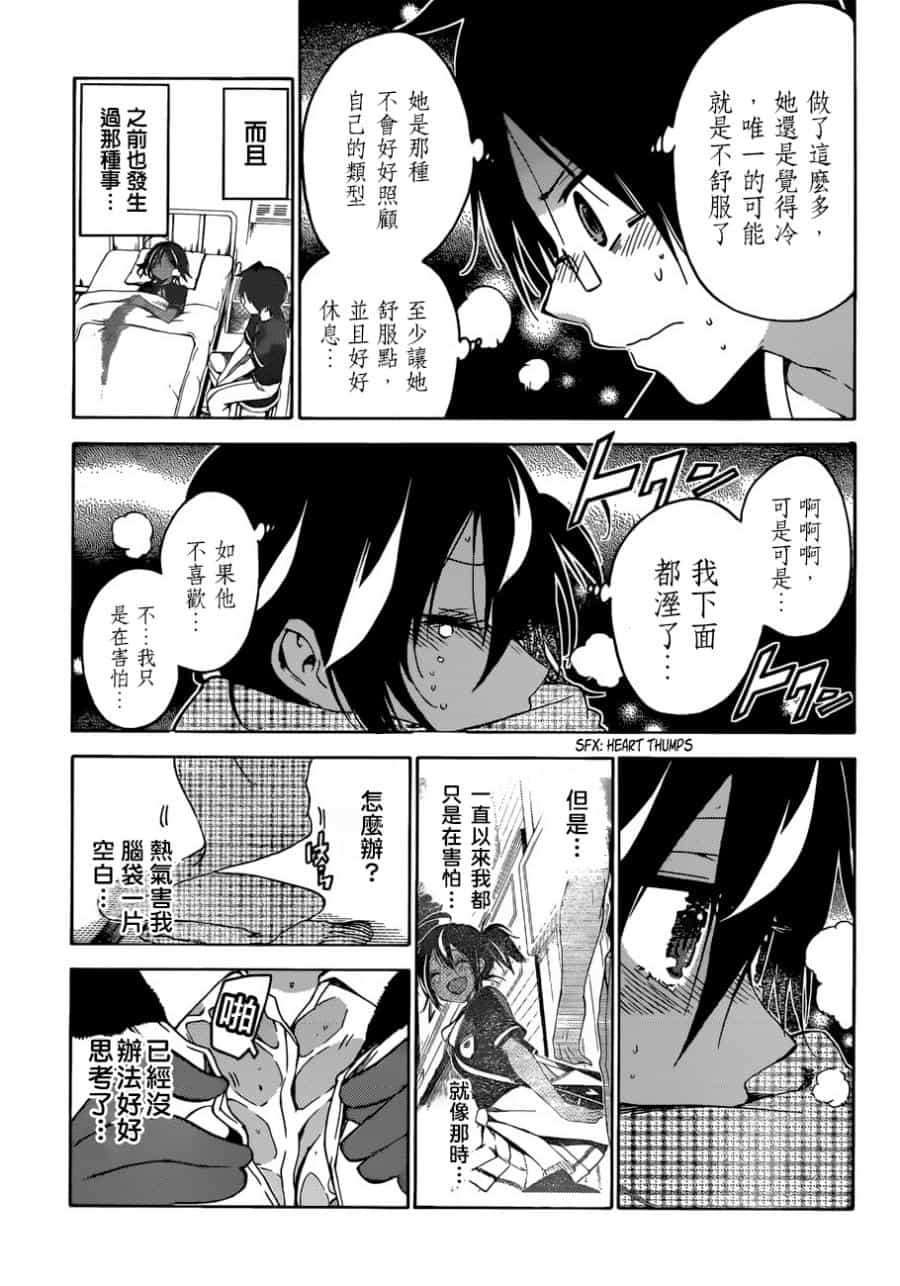 做了這麼多，
她還是覺得冷
，唯一的可能
就是不舒服了
她是那種
不會好好照顧
自己的類型
至少讓她
舒服點，
並且好好
休息…
而且
之前也發生
過那種事…
啊啊啊，
可是可是…
我下面
都溼了…
トクン
トクン
如果他
不喜歡…
不…我只
是在害怕…
SFX: HEART THUMPS
但是…
一直以來我都
只是在害怕…
就像那時…
怎麼辦？
熱氣害我
腦袋一片
空白…
啪
已經沒
辦法好好
思考了…